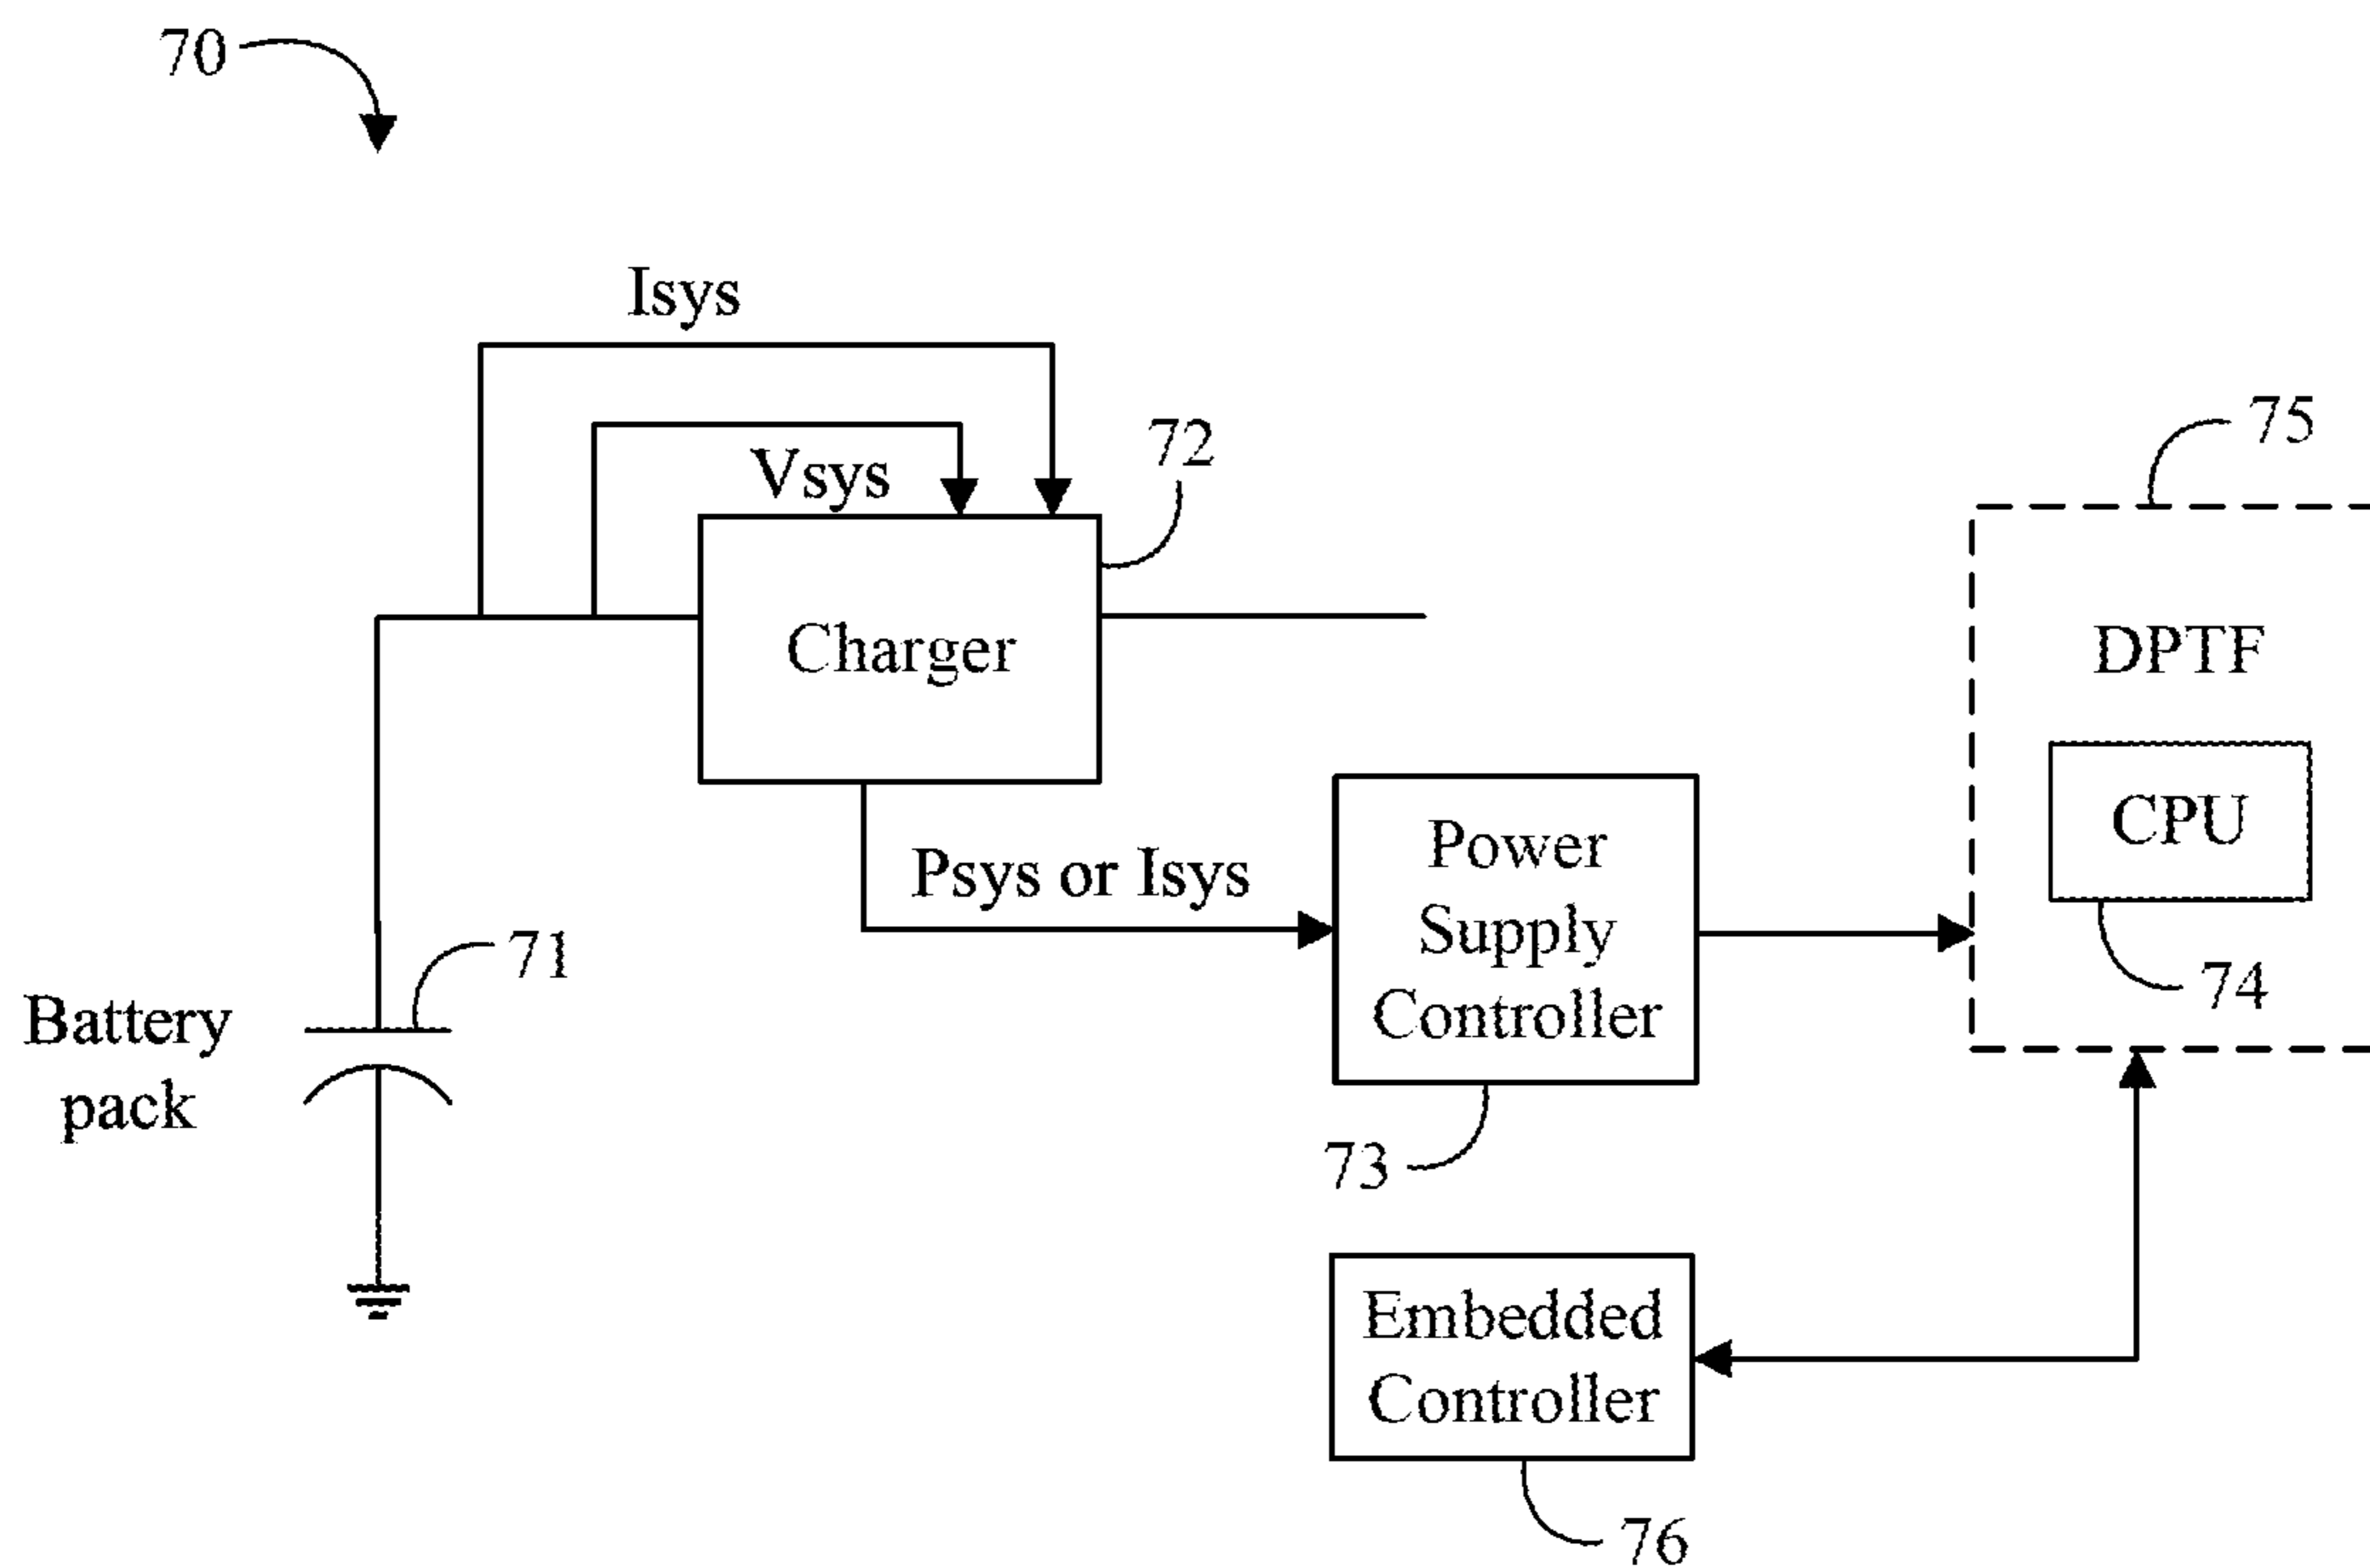 70
Isys
Vsys
72
75
Charger
DPTF
CPU
Psys or Isys
Power
Supply
Controller
71
74
Battery
pack
73
Embedded
Controller
76